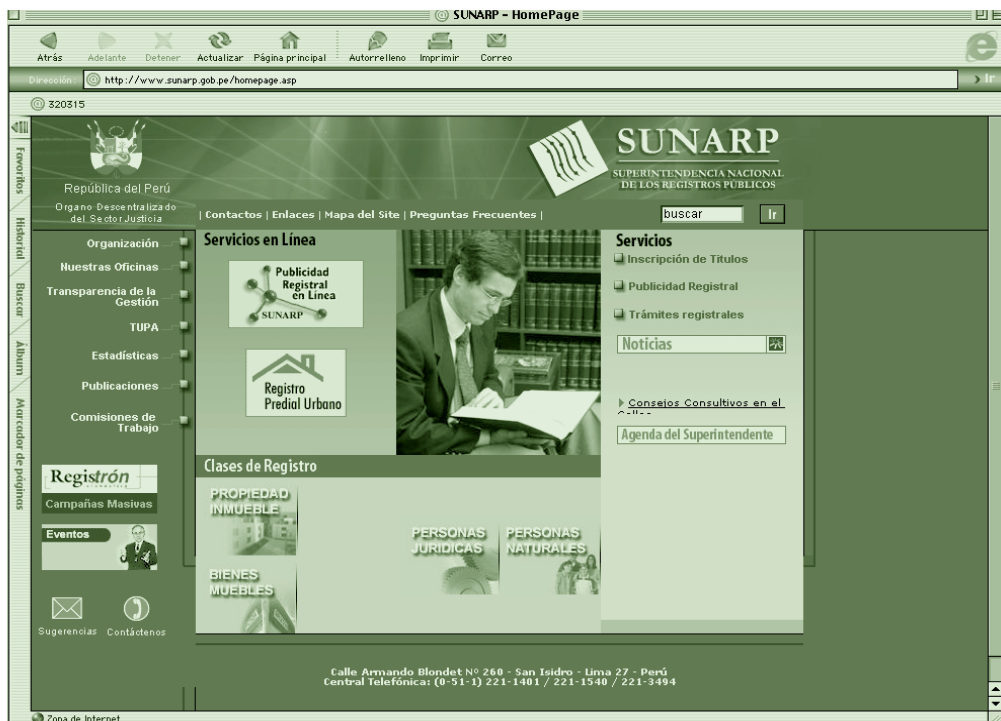 SUNARP - HomePage
Atrás Adelante Detener Actualizar Página principal Autorrelleno Imprimir Correo
Dirección: http://www.sunarp.gob.pe/homepage.asp Ir
320315
Favoritos
Historial
Buscar
Álbum
Marcador de páginas
República del Perú
Organo Descentralizado
del Sector Justicia
SUNARP
SUPERINTENDENCIA NACIONAL
DE LOS REGISTROS PÚBLICOS
| Contactos | Enlaces | Mapa del Site | Preguntas Frecuentes |
buscar Ir
Organización
Nuestras Oficinas
Transparencia de la
Gestión
TUPA
Estadísticas
Publicaciones
Comisiones de
Trabajo
Registrón
Campañas Masivas
Eventos
Sugerencias Contáctenos
Servicios en Línea
Publicidad
Registral
en Línea
SUNARP
Registro
Predial Urbano
Servicios
Inscripción de Titulos
Publicidad Registral
Trámites registrales
Noticias
Consejos Consultivos en el
Agenda del Superintendente
Clases de Registro
PROPIEDAD
INMUEBLE
PERSONAS
JURIDICAS
PERSONAS
NATURALES
BIENES
MUEBLES
Calle Armando Blondet Nº 260 - San Isidro - Lima 27 - Perú
Central Telefónica: (0-51-1) 221-1401 / 221-1540 / 221-3494
Zona de Internet